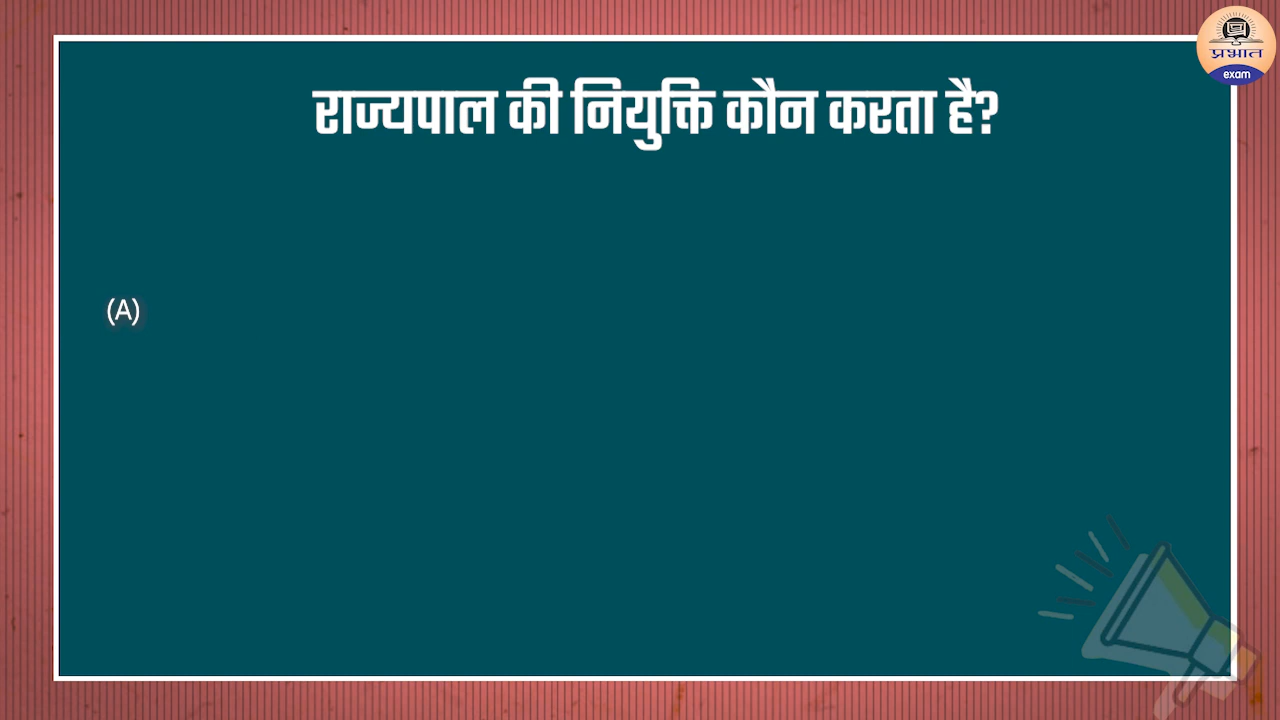 प्रभात
exam
राज्यपाल की नियुक्ति कौन करता है?
(A)